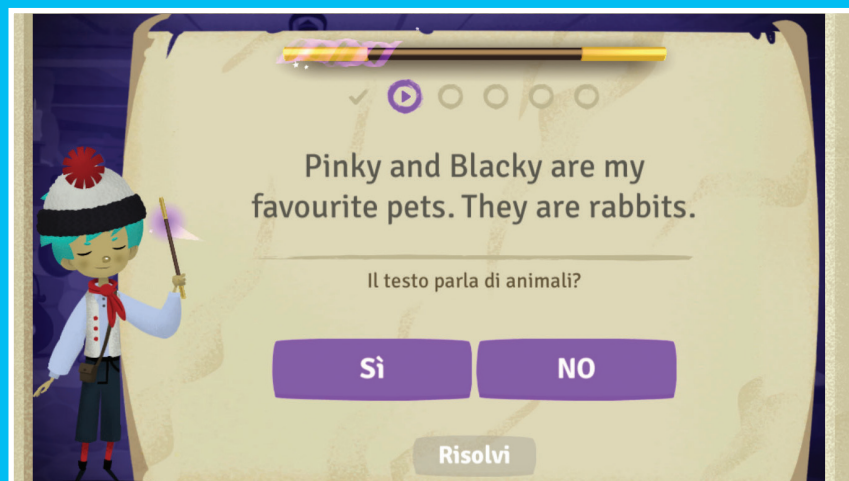 Pinky and Blacky are my
favourite pets. They are rabbits.
Il testo parla di animali?
Sì
NO
Risolvi